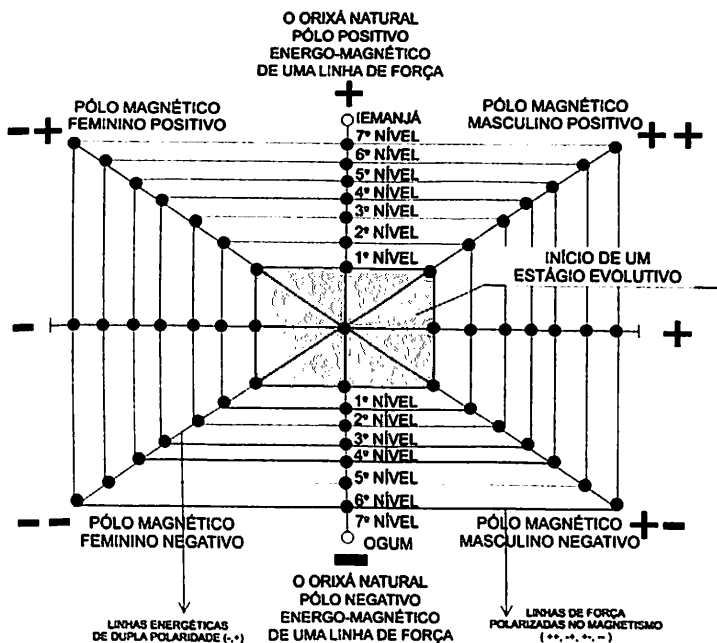 O ORIXÁ NATURAL
PÓLO POSITIVO
ENERGO-MAGNÉTICO
DE UMA LINHA DE FORÇA
+
PÓLO MAGNÉTICO
FEMININO POSITIVO
- +
IEMANJÁ
PÓLO MAGNÉTICO
MASCULINO POSITIVO
+ +
7º NÍVEL
6º NÍVEL
5º NÍVEL
4º NÍVEL
3º NÍVEL
2º NÍVEL
1º NÍVEL
INÍCIO DE UM
ESTÁGIO EVOLUTIVO
-
+
1º NÍVEL
2º NÍVEL
3º NÍVEL
4º NÍVEL
5º NÍVEL
6º NÍVEL
7º NÍVEL
- -
PÓLO MAGNÉTICO
FEMININO NEGATIVO
OGUM
PÓLO MAGNÉTICO
MASCULINO NEGATIVO
+ -
-
O ORIXÁ NATURAL
PÓLO NEGATIVO
ENERGO-MAGNÉTICO
DE UMA LINHA DE FORÇA
LINHAS ENERGÉTICAS
DE DUPLA POLARIDADE (-,+)
LINHAS DE FORÇA
POLARIZADAS NO MAGNETISMO
( ++, -+, +-, -- )